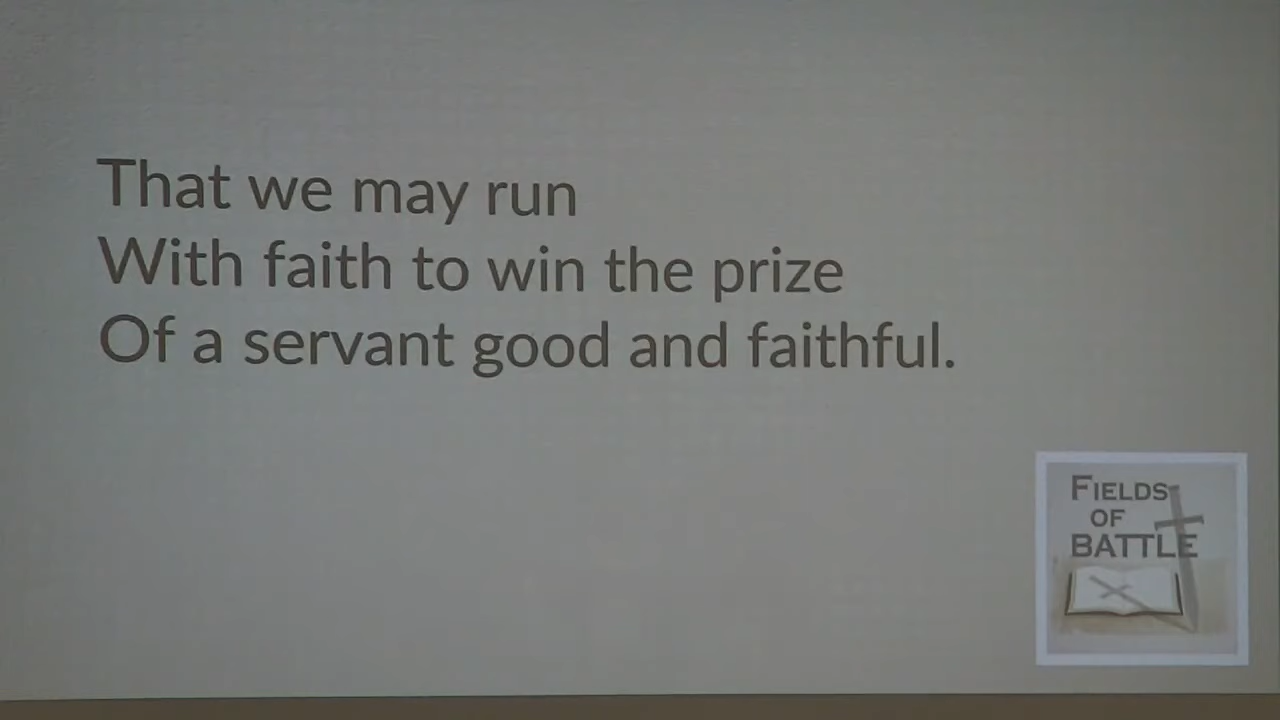 That we may run
With faith to win the prize
Of a servant good and faithful.
FIELDS
OF
BATTLE